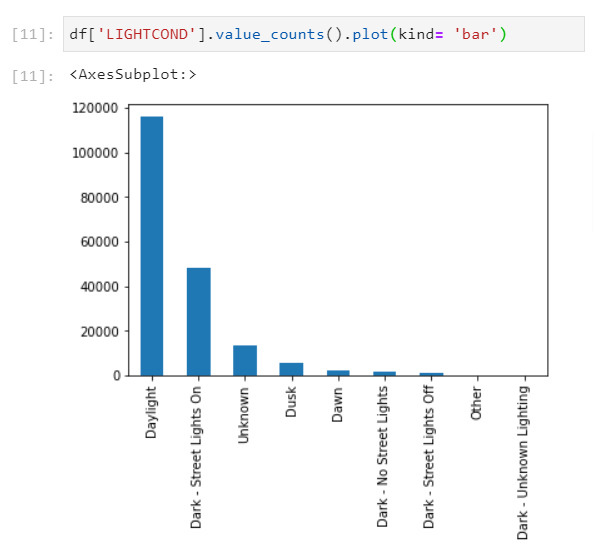 [11]: df['LIGHTCOND'].value_counts().plot(kind= 'bar')
[11]: <AxesSubplot:>
120000
100000
80000
60000
40000
20000
0
Daylight
Dark - Street Lights On
Unknown
Dusk
Dawn
Dark - No Street Lights
Dark - Street Lights Off
Other
Dark - Unknown Lighting